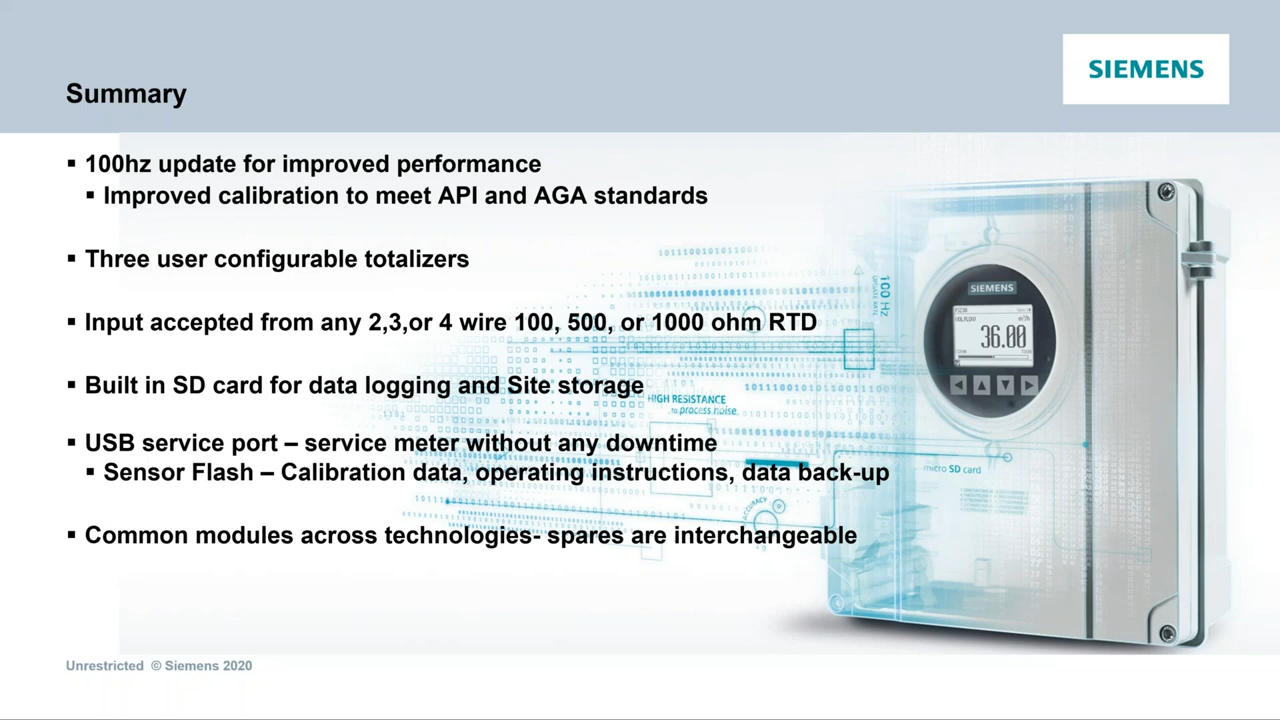 SIEMENS
Summary
▪ 100hz update for improved performance
▪ Improved calibration to meet API and AGA standards
▪ Three user configurable totalizers
▪ Input accepted from any 2,3,or 4 wire 100, 500, or 1000 ohm RTD
▪ Built in SD card for data logging and Site storage
▪ USB service port – service meter without any downtime
▪ Sensor Flash – Calibration data, operating instructions, data back-up
▪ Common modules across technologies- spares are interchangeable
100 Hz
UPDATE RATE
SIEMENS
36.00
HIGH RESISTANCE
to process noise
micro SD card
ACCURACY
Unrestricted © Siemens 2020